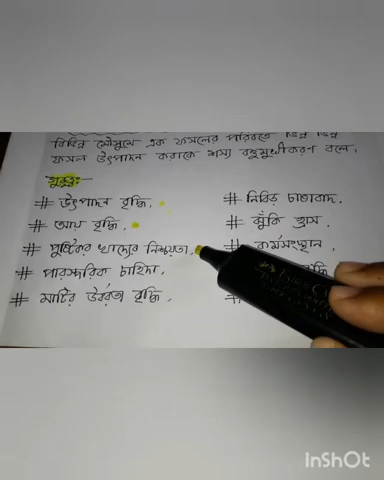 বিভিন্ন মৌসুমে এক ফসলের পরিবর্তে ভিন্ন ভিন্ন
ফসল উৎপাদন করাকে শস্য বহুমুখীকরণ বলে,
গুরুত্ব:-
# উৎপাদন বৃদ্ধি,
# আয় বৃদ্ধি,
# পুষ্টিকর খাদ্যের নিশ্চয়তা,
# পারস্পরিক চাহিদা,
# মাটির উর্বরতা বৃদ্ধি,
# নিবিড় চাষাবাদ.
# ঝুঁকি হ্রাস,
# কর্মসংস্থান,
#
InShOt